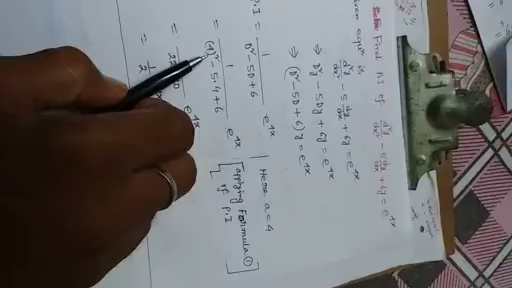 Find P.I of d²y/dx² - 5 dy/dx + 6y = e^4x
given equⁿ is
d²y/dx² - 5 dy/dx + 6y = e^4x
⇒ D²y - 5Dy + 6y = e^4x
⇒ (D² - 5D + 6)y = e^4x
P.I = 1/(D² - 5D + 6) e^4x | Here a = 4
= 1/((4)² - 5·4 + 6) e^4x [applying Formula ① of P.I]
e^4x
= 1/2